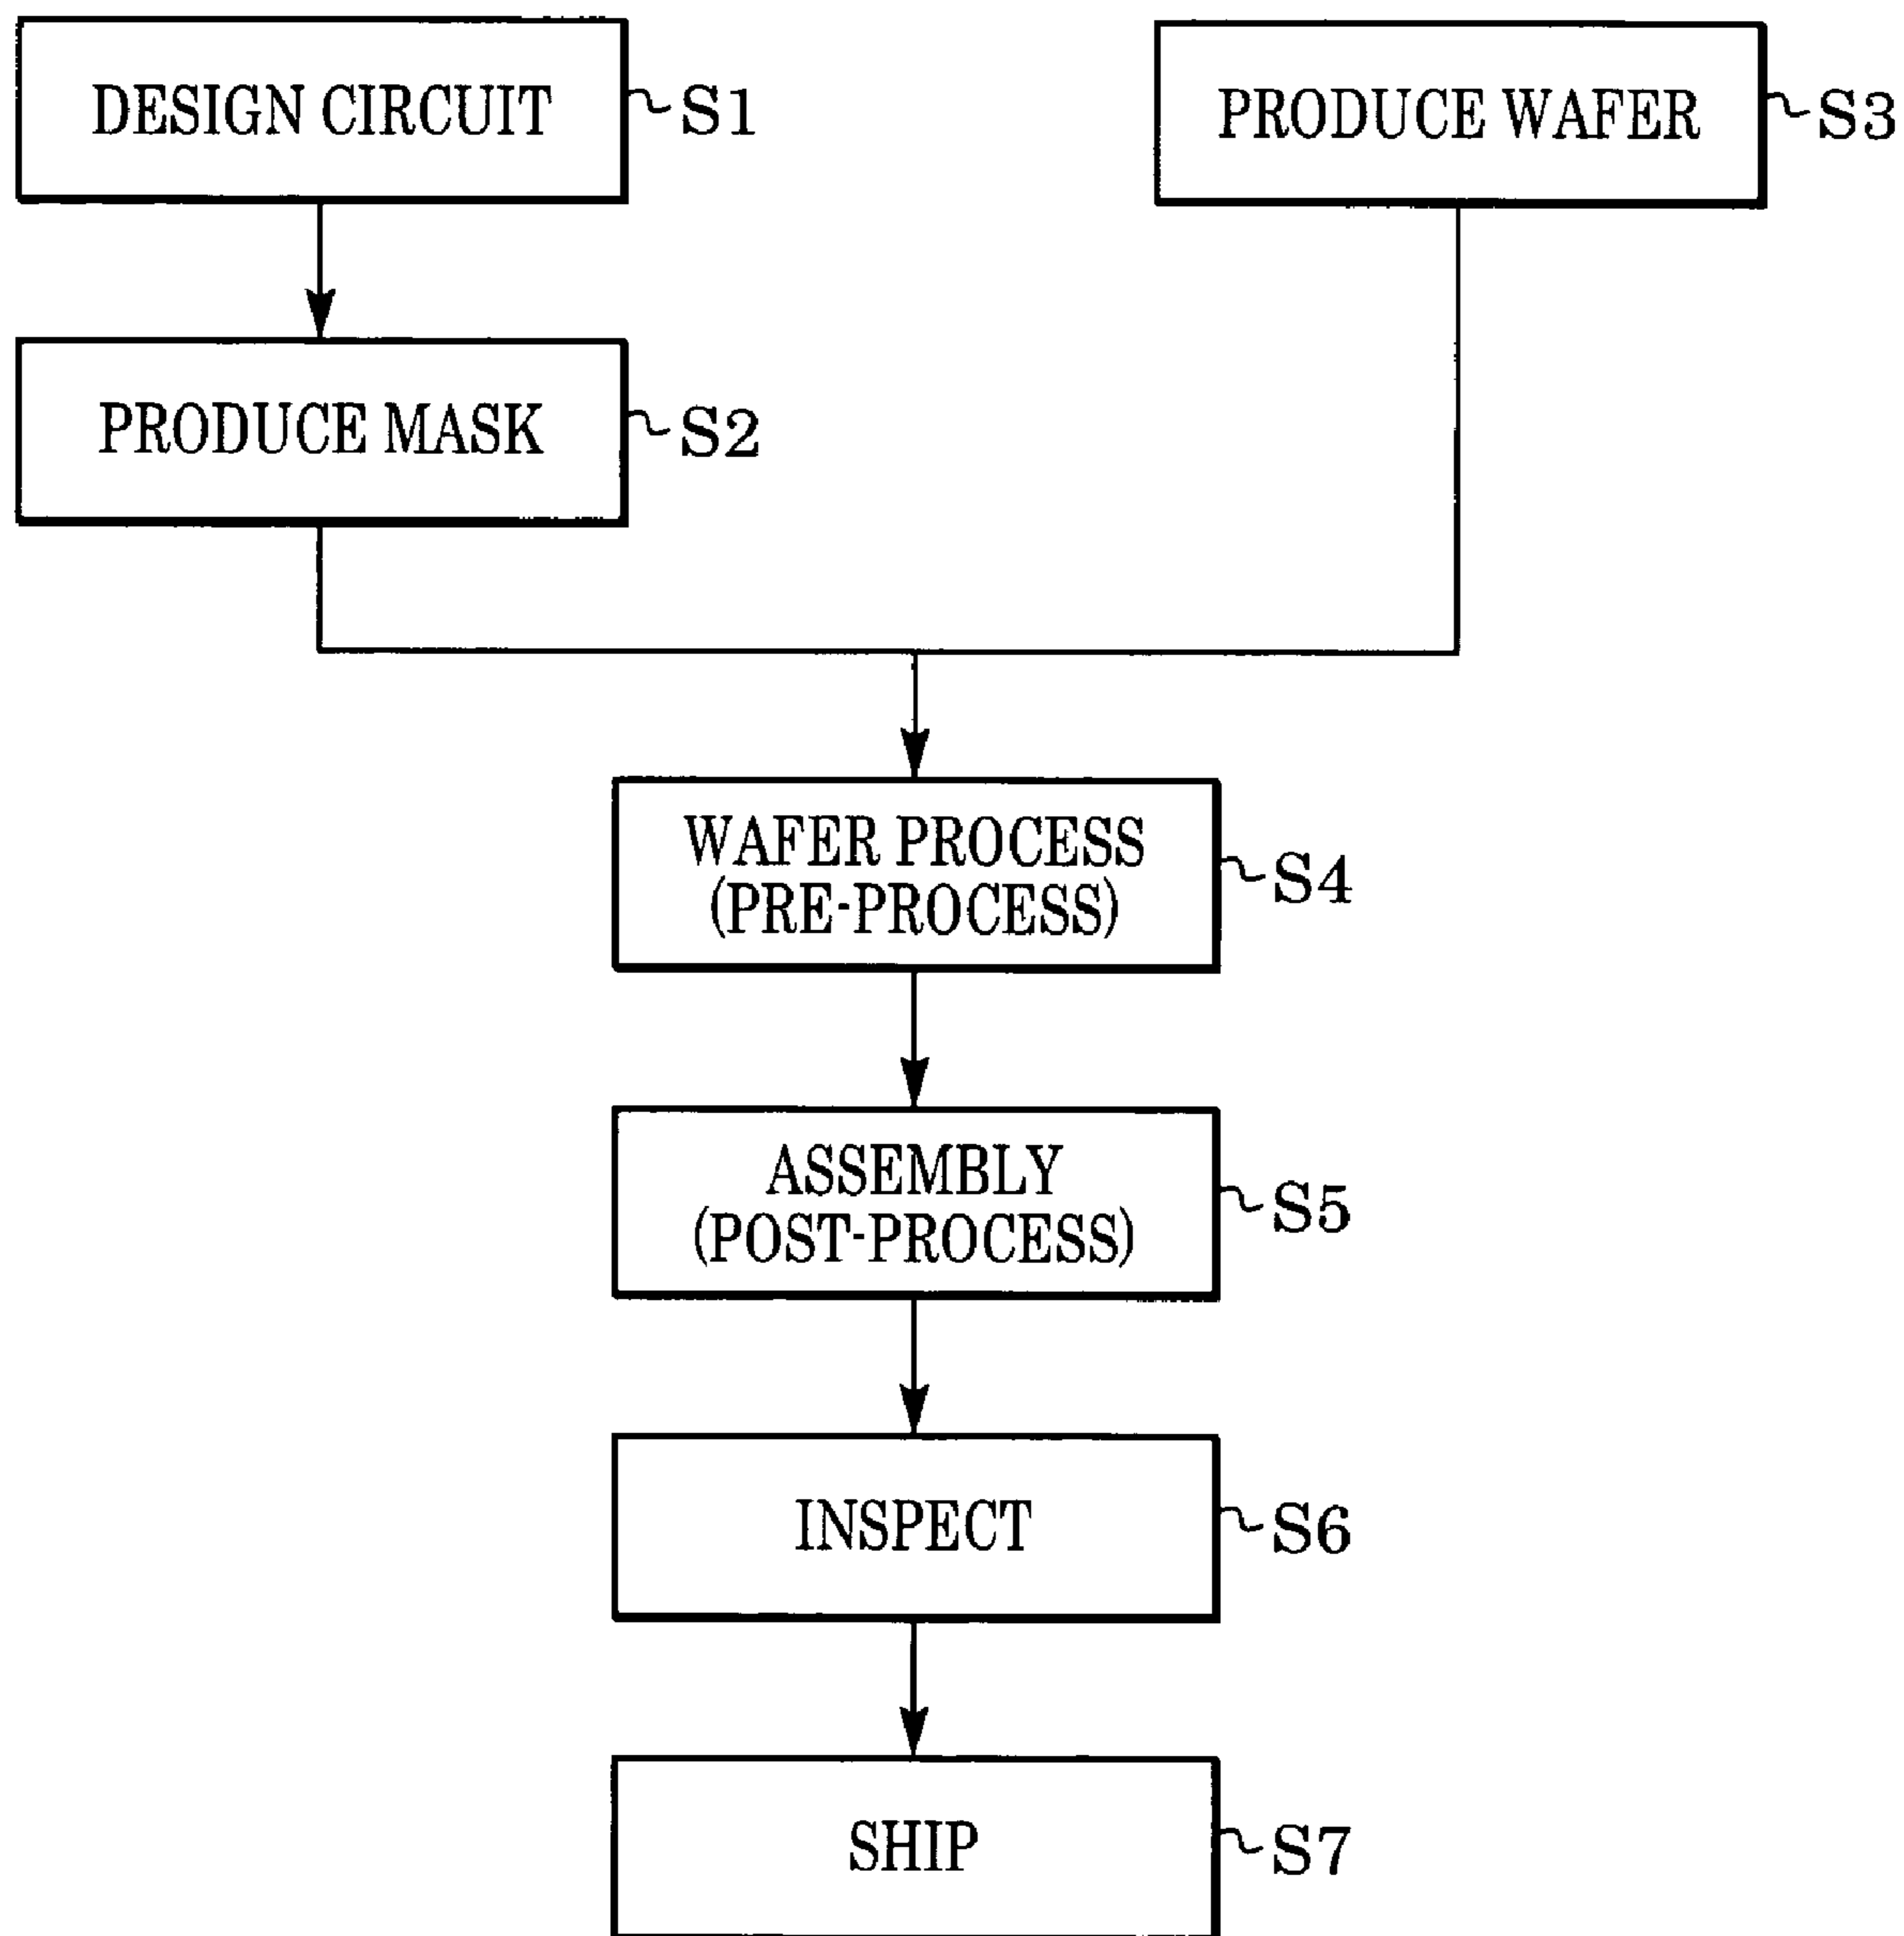 DESIGN CIRCUIT
S1
PRODUCE WAFER
S3
PRODUCE MASK
S2
WAFER PROCESS
(PRE-PROCESS)
S4
ASSEMBLY
(POST-PROCESS)
S5
INSPECT
S6
SHIP
S7